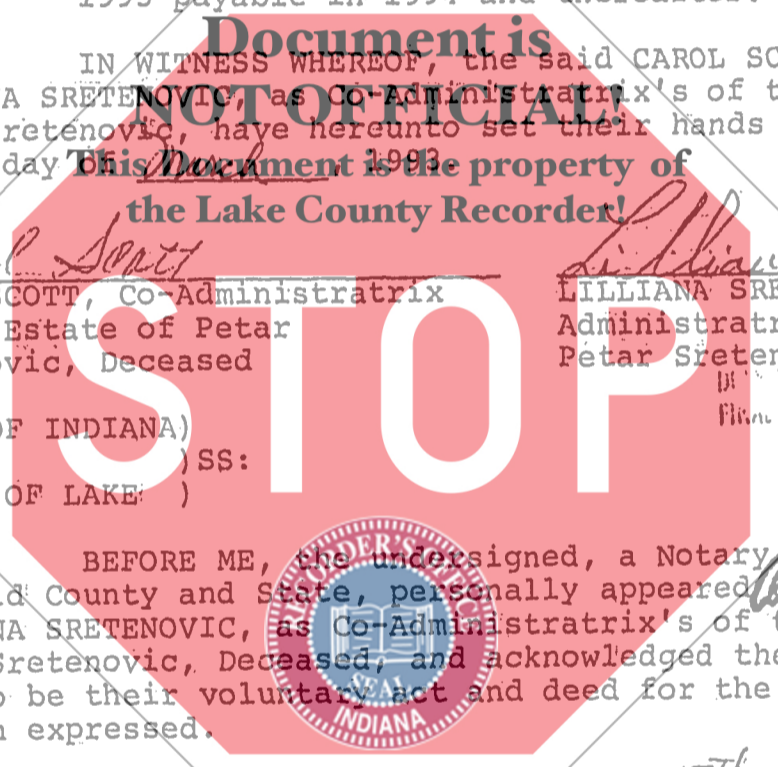 1993 payable in 1994 and thereafter.
Document is
IN WITNESS WHEREOF, the said CAROL SC
NOT OFFICIAL!
A SRETENOVIC, as Co-Administratrix's of t
retenovic, have hereunto set their hands
day of March, 1993.
This Document is the property of
the Lake County Recorder!
Scott
Lilliana
SCOTT, Co-Administratrix
LILLIANA SRE
Estate of Petar
Administratri
vic, Deceased
Petar Sreten
STOP
OF INDIANA)
)SS:
OF LAKE )
BEFORE ME, the undersigned, a Notary
d County and State, personally appeared
NA SRETENOVIC, as Co-Administratrix's of t
Sretenovic, Deceased, and acknowledged the
o be their voluntary act and deed for the
n expressed.
RECORDER'S OFFICE
SEAL
INDIANA